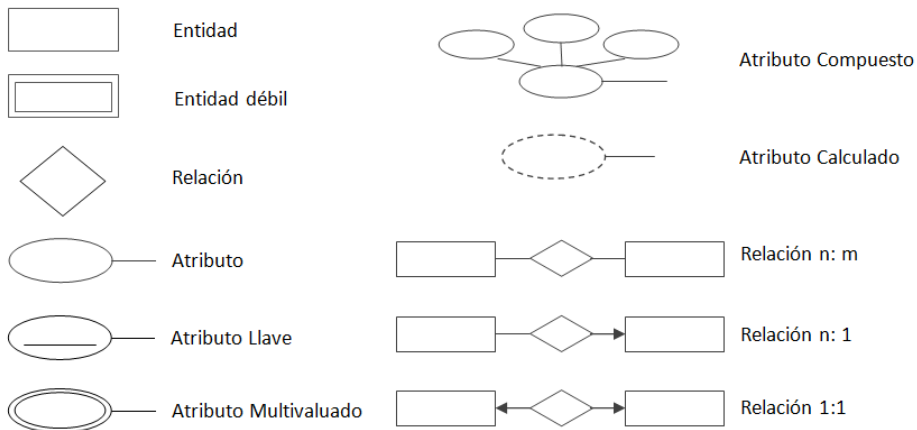 Entidad
Entidad débil
Relación
Atributo
Atributo Llave
Atributo Multivaluado
Atributo Compuesto
Atributo Calculado
Relación n: m
Relación n: 1
Relación 1:1